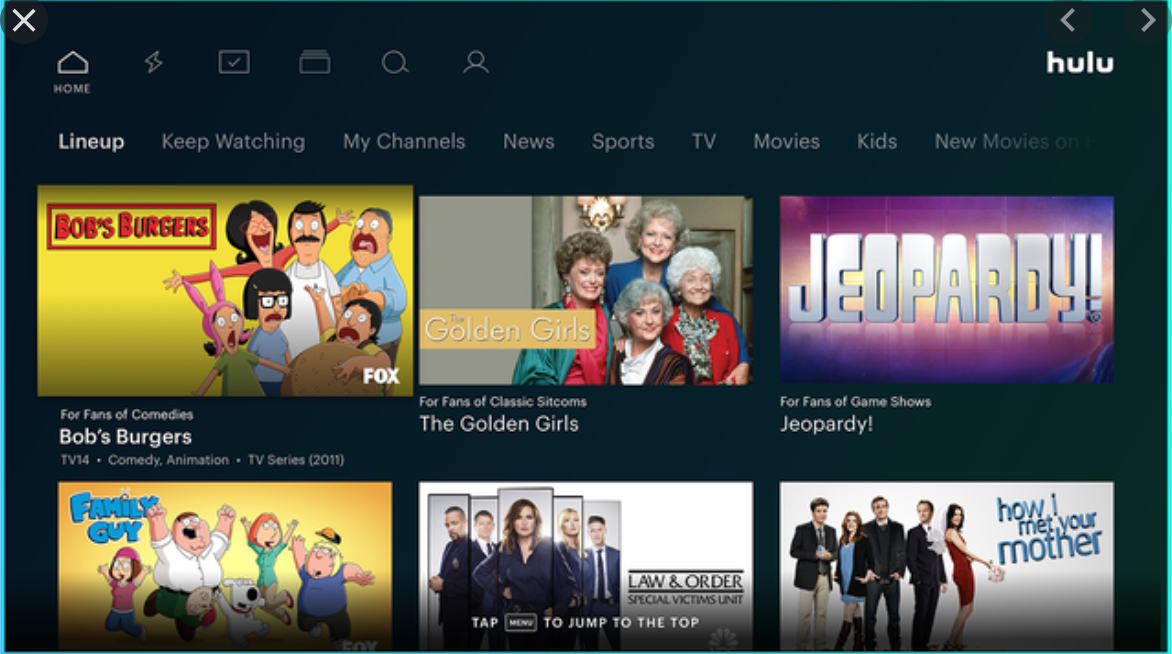 hulu
HOME
Lineup Keep Watching My Channels News Sports TV Movies Kids New Movies on
BOB'S BURGERS
FOX
The
Golden Girls
JEOPARDY!
For Fans of Comedies
Bob's Burgers
TV14 • Comedy, Animation • TV Series (2011)
For Fans of Classic Sitcoms
The Golden Girls
For Fans of Game Shows
Jeopardy!
FAMILY
GUY
FOX
LAW & ORDER
SPECIAL VICTIMS UNIT
how i
met your
mother
TAP MENU TO JUMP TO THE TOP